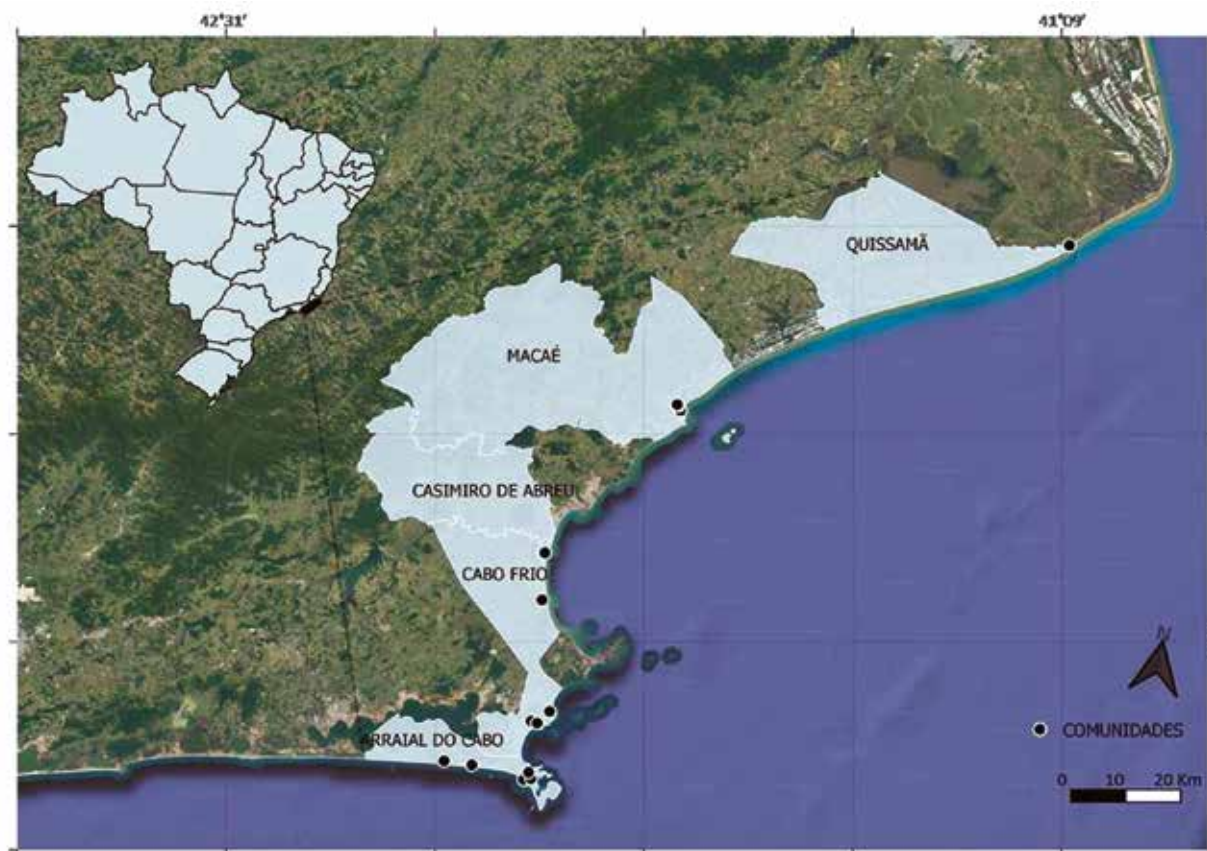 42°31'
41°09'
QUISSAMÃ
MACAÉ
CASIMIRO DE ABREU
CABO FRIO
ARRAIAL DO CABO
N
COMUNIDADES
0 10 20 Km